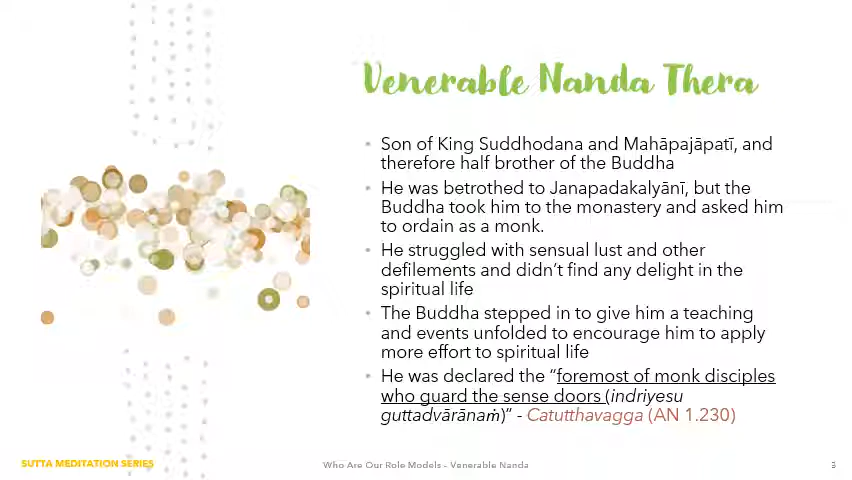 Venerable Nanda Thera
• Son of King Suddhodana and Mahāpajāpatī, and
therefore half brother of the Buddha
• He was betrothed to Janapadakalyānī, but the
Buddha took him to the monastery and asked him
to ordain as a monk.
• He struggled with sensual lust and other
defilements and didn't find any delight in the
spiritual life
• The Buddha stepped in to give him a teaching
and events unfolded to encourage him to apply
more effort to spiritual life
• He was declared the “foremost of monk disciples
who guard the sense doors (indriyesu
guttadvārānaṁ)” - Catutthavagga (AN 1.230)
SUTTA MEDITATION SERIES
Who Are Our Role Models - Venerable Nanda
3